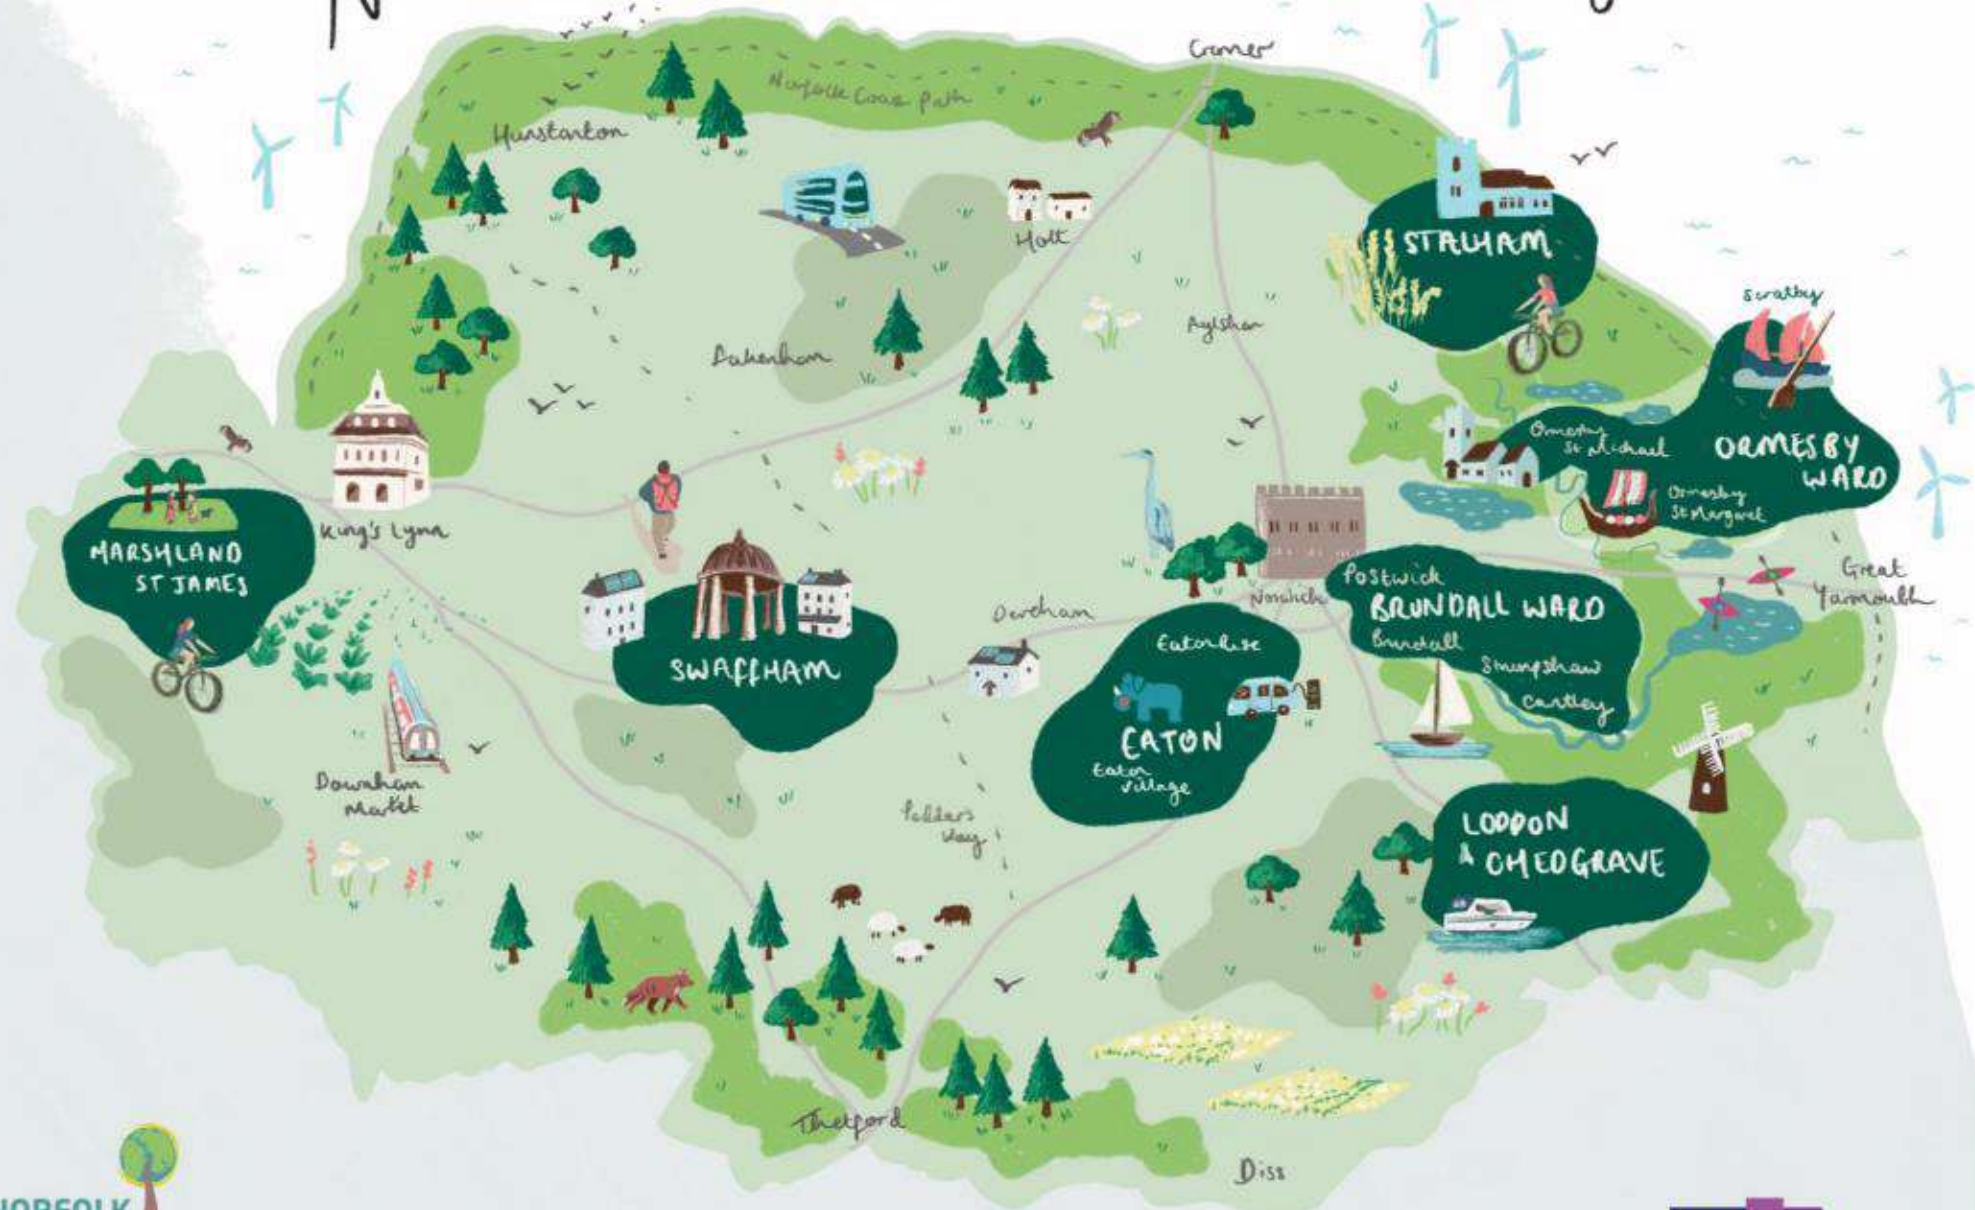 Cromer
Norfolk Coast Path
Hunstanton
Holt
STALHAM
Scratby
Aylsham
Fakenham
Ormesby
St Michael
ORMESBY
WARD
Ormesby
St Margaret
King's Lynn
MARSHLAND
ST JAMES
Great
Yarmouth
Postwick
BRUNDALL WARD
Brundall
Strumpshaw
Cantley
Norwich
Dereham
Eaton Rise
SWAFFHAM
EATON
Eaton
Village
Downham
Market
Peddars
Way
LODDON
& CHEDGRAVE
Thetford
Diss
NORFOLK